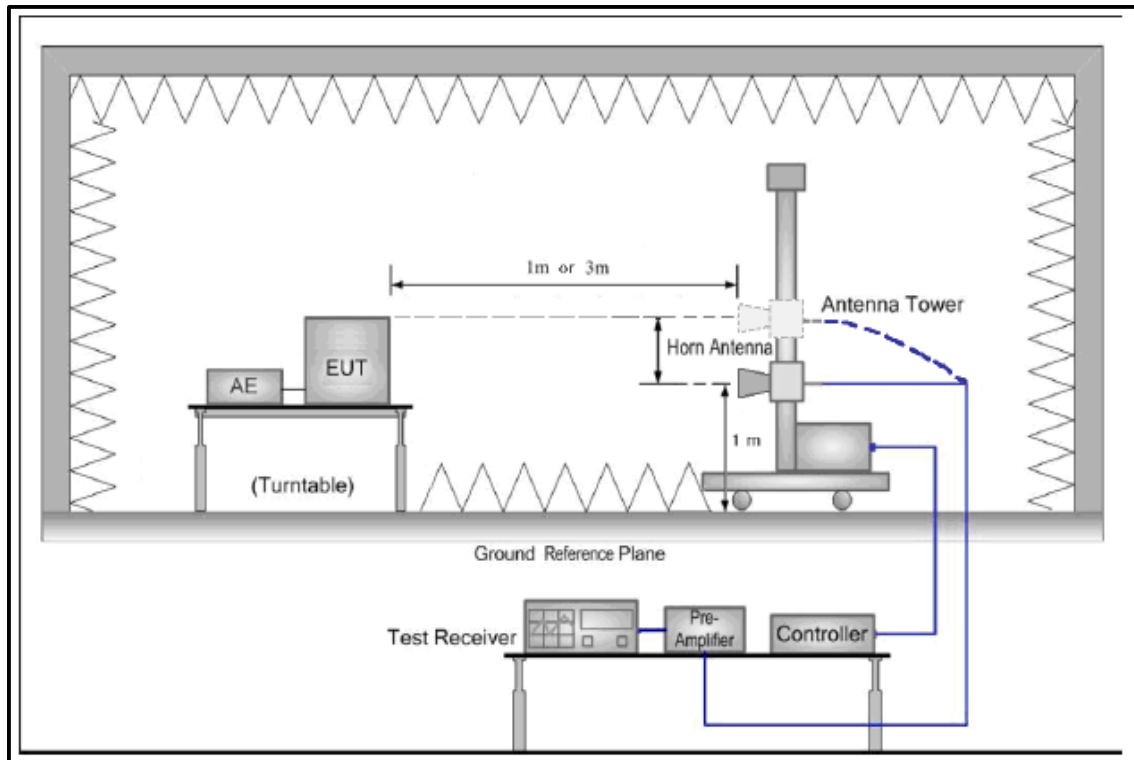 1m or 3m
Antenna Tower
Horn Antenna
EUT
AE
1 m
(Turntable)
Ground Reference Plane
Test Receiver
Pre-
Amplifier
Controller